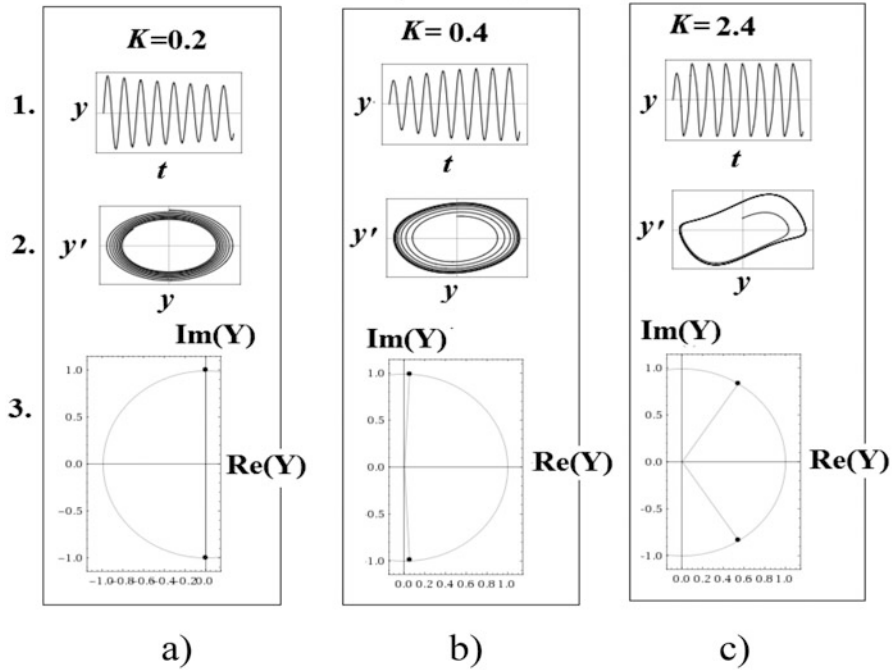 K=0.2
K= 0.4
K = 2.4
1.
y
t
y
t
y
t
2.
y'
y
y'
y
y'
y
3.
Im(Y)
1.0
0.5
0.0
-0.5
-1.0
-1.0 -0.8 -0.6 -0.4 -0.2 0.0
Re(Y)
Im(Y)
1.0
0.5
0.0
-0.5
-1.0
0.0 0.2 0.4 0.6 0.8 1.0
Re(Y)
Im(Y)
1.0
0.5
0.0
-0.5
-1.0
0.0 0.2 0.4 0.6 0.8 1.0
Re(Y)
a)
b)
c)